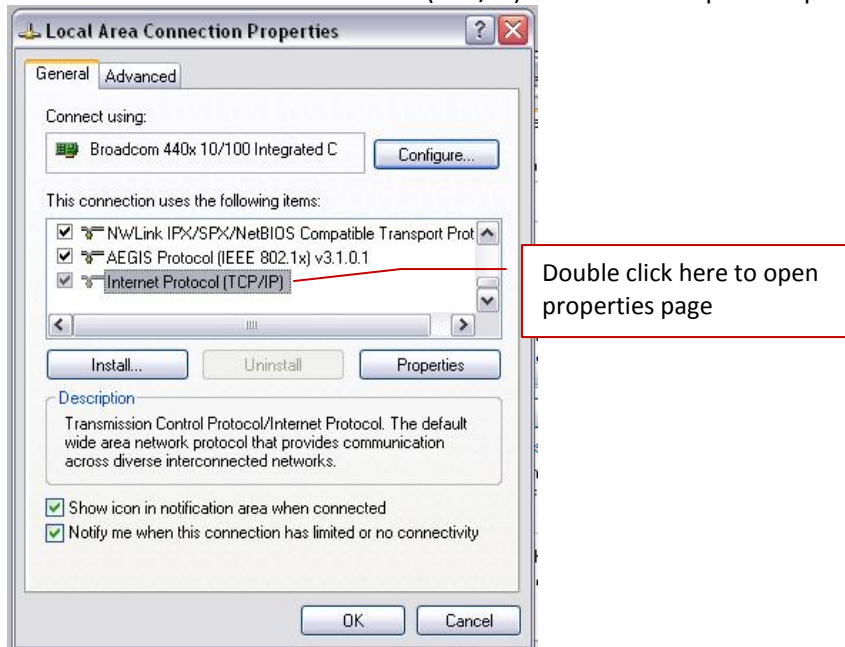 Local Area Connection Properties
General Advanced
Connect using:
Broadcom 440x 10/100 Integrated C Configure...
This connection uses the following items:
NWLink IPX/SPX/NetBIOS Compatible Transport Prot
AEGIS Protocol (IEEE 802.1x) v3.1.0.1
Internet Protocol (TCP/IP)
Double click here to open
properties page
Install... Uninstall Properties
Description
Transmission Control Protocol/Internet Protocol. The default
wide area network protocol that provides communication
across diverse interconnected networks.
Show icon in notification area when connected
Notify me when this connection has limited or no connectivity
OK Cancel